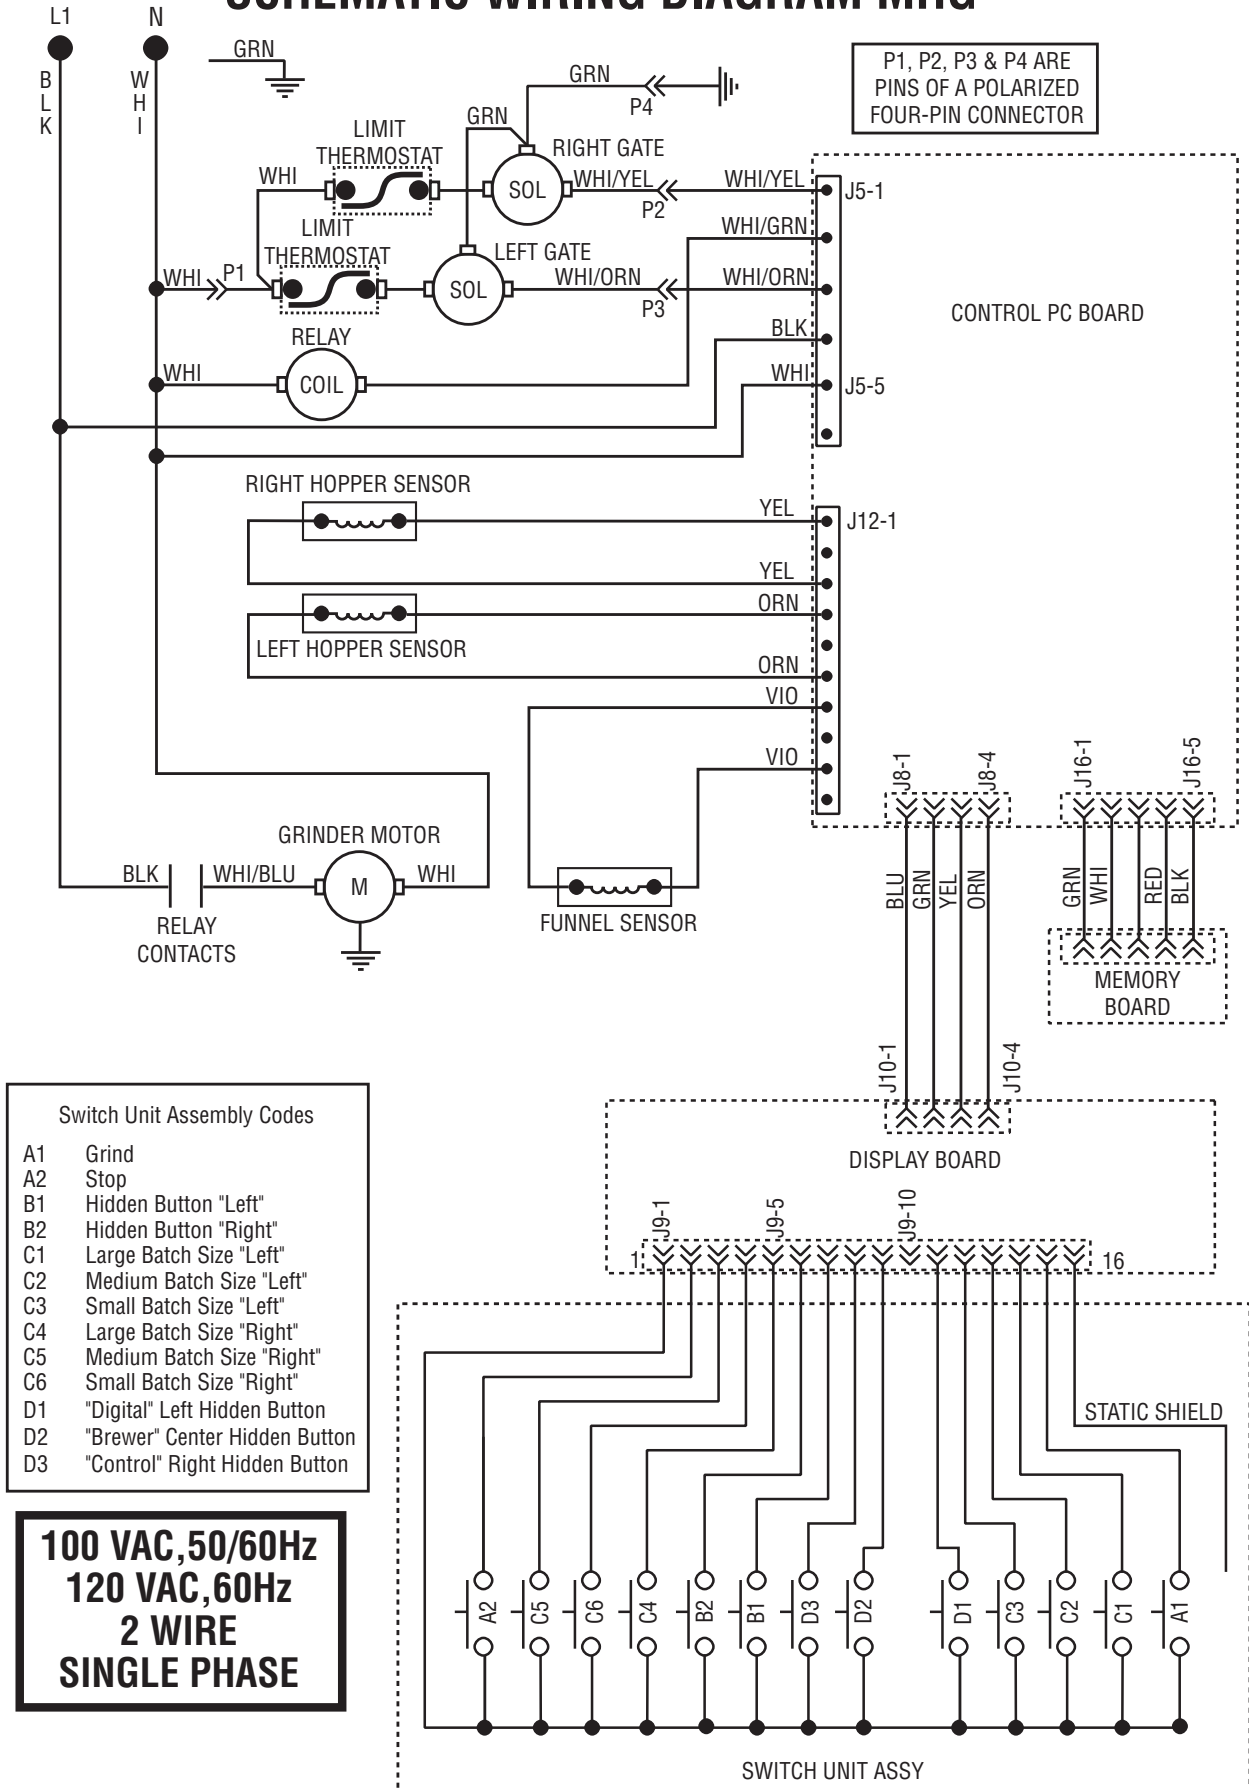 SCHEMATIC WIRING DIAGRAM MHG
L1
N
GRN
BLK
WHI
GRN
P4
P1, P2, P3 & P4 ARE
PINS OF A POLARIZED
FOUR-PIN CONNECTOR
GRN
LIMIT
THERMOSTAT
RIGHT GATE
WHI
SOL
WHI/YEL
P2
WHI/YEL
J5-1
LIMIT
THERMOSTAT
LEFT GATE
WHI/GRN
WHI
P1
SOL
WHI/ORN
P3
WHI/ORN
CONTROL PC BOARD
RELAY
BLK
WHI
COIL
WHI
J5-5
RIGHT HOPPER SENSOR
YEL
J12-1
YEL
ORN
LEFT HOPPER SENSOR
ORN
VIO
VIO
J8-1
J8-4
J16-1
J16-5
GRINDER MOTOR
BLK
WHI/BLU
M
WHI
RELAY
CONTACTS
FUNNEL SENSOR
BLU
GRN
YEL
ORN
GRN
WHI
RED
BLK
MEMORY
BOARD
J10-1
J10-4
DISPLAY BOARD
J9-1
J9-5
J9-10
1
16
Switch Unit Assembly Codes
A1 Grind
A2 Stop
B1 Hidden Button "Left"
B2 Hidden Button "Right"
C1 Large Batch Size "Left"
C2 Medium Batch Size "Left"
C3 Small Batch Size "Left"
C4 Large Batch Size "Right"
C5 Medium Batch Size "Right"
C6 Small Batch Size "Right"
D1 "Digital" Left Hidden Button
D2 "Brewer" Center Hidden Button
D3 "Control" Right Hidden Button
STATIC SHIELD
100 VAC,50/60Hz
120 VAC,60Hz
2 WIRE
SINGLE PHASE
A2
C5
C6
C4
B2
B1
D3
D2
D1
C3
C2
C1
A1
SWITCH UNIT ASSY